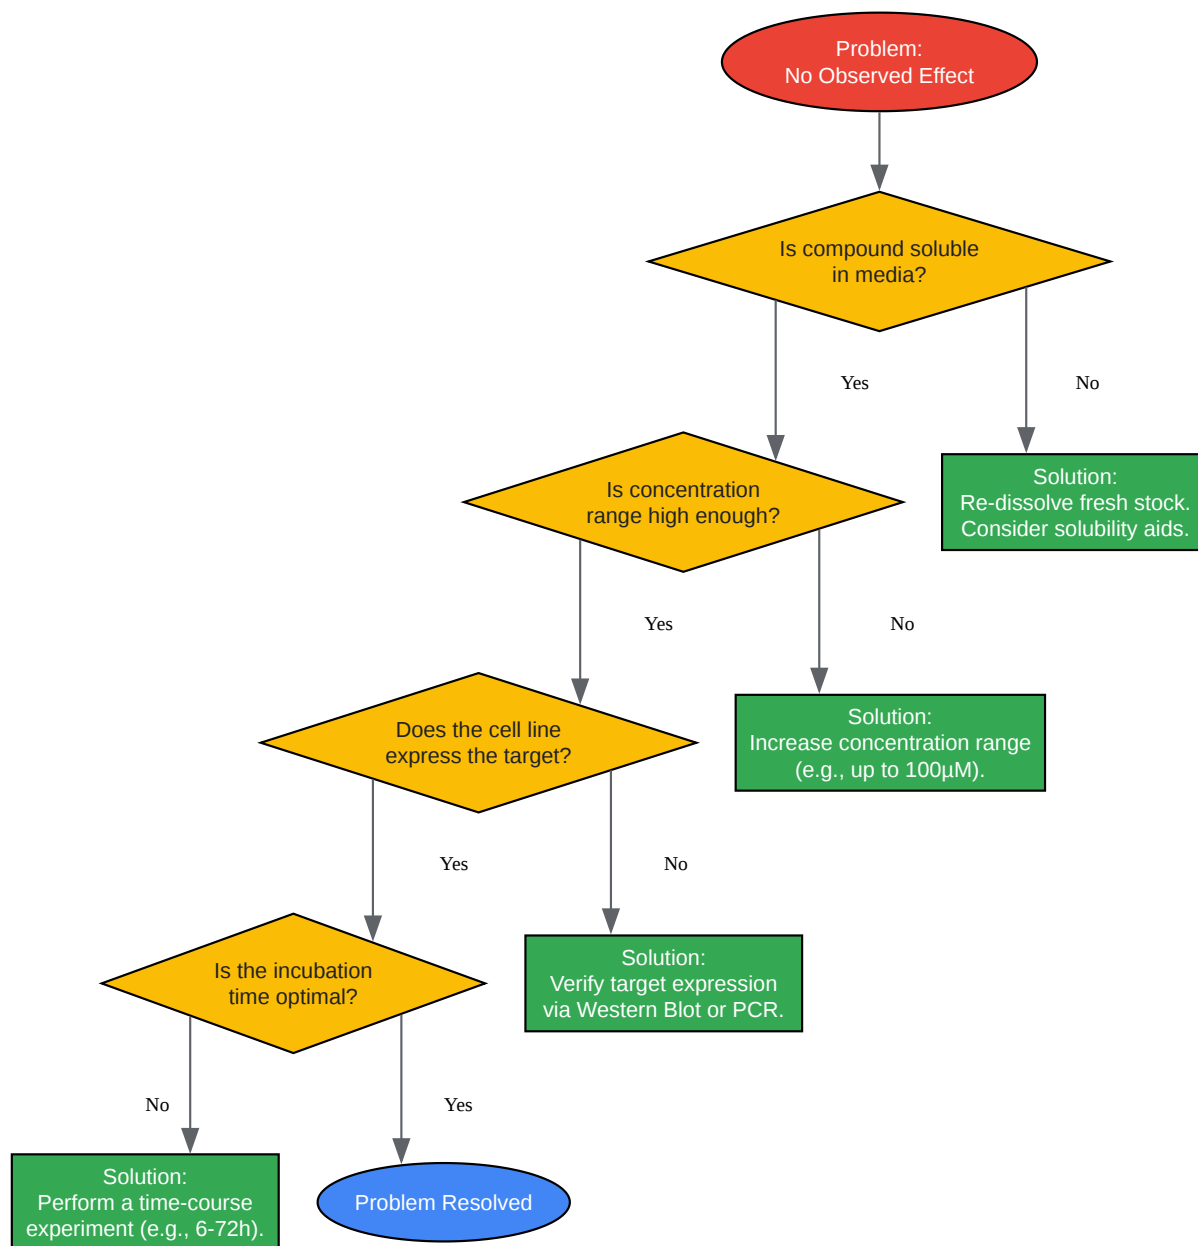 Problem:
No Observed Effect
Is compound soluble
in media?
Yes
No
Is concentration
range high enough?
Solution:
Re-dissolve fresh stock.
Consider solubility aids.
Yes
No
Does the cell line
express the target?
Solution:
Increase concentration range
(e.g., up to 100µM).
Yes
No
Is the incubation
time optimal?
Solution:
Verify target expression
via Western Blot or PCR.
No
Yes
Solution:
Perform a time-course
experiment (e.g., 6-72h).
Problem Resolved